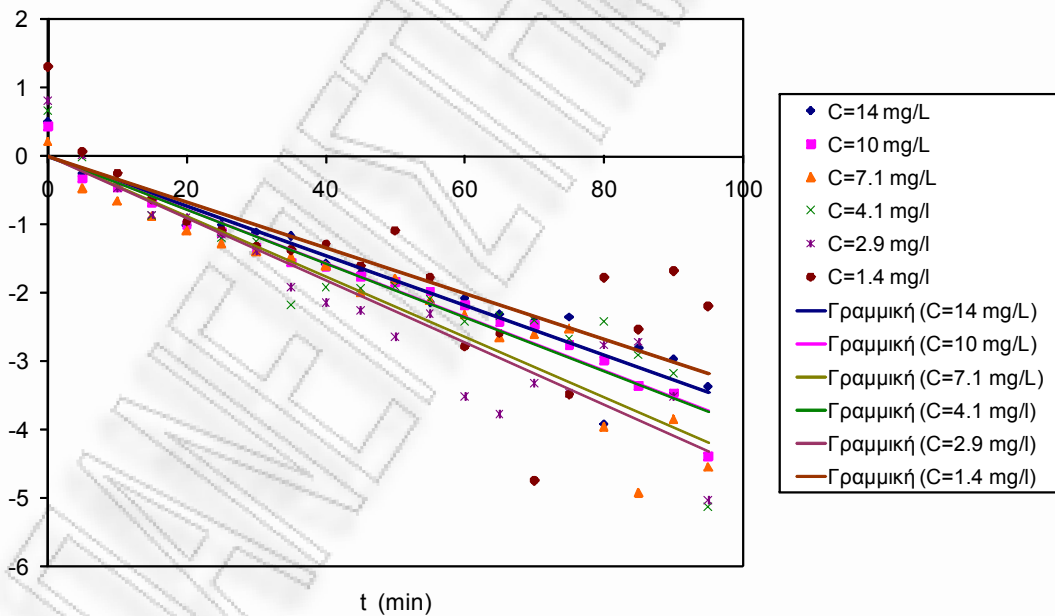 2
1
0
-1
-2
-3
-4
-5
-6
0 20 40 60 80 100
t (min)
C=14 mg/L
C=10 mg/L
C=7.1 mg/L
C=4.1 mg/l
C=2.9 mg/l
C=1.4 mg/l
Γραμμική (C=14 mg/L)
Γραμμική (C=10 mg/L)
Γραμμική (C=7.1 mg/L)
Γραμμική (C=4.1 mg/l)
Γραμμική (C=2.9 mg/l)
Γραμμική (C=1.4 mg/l)